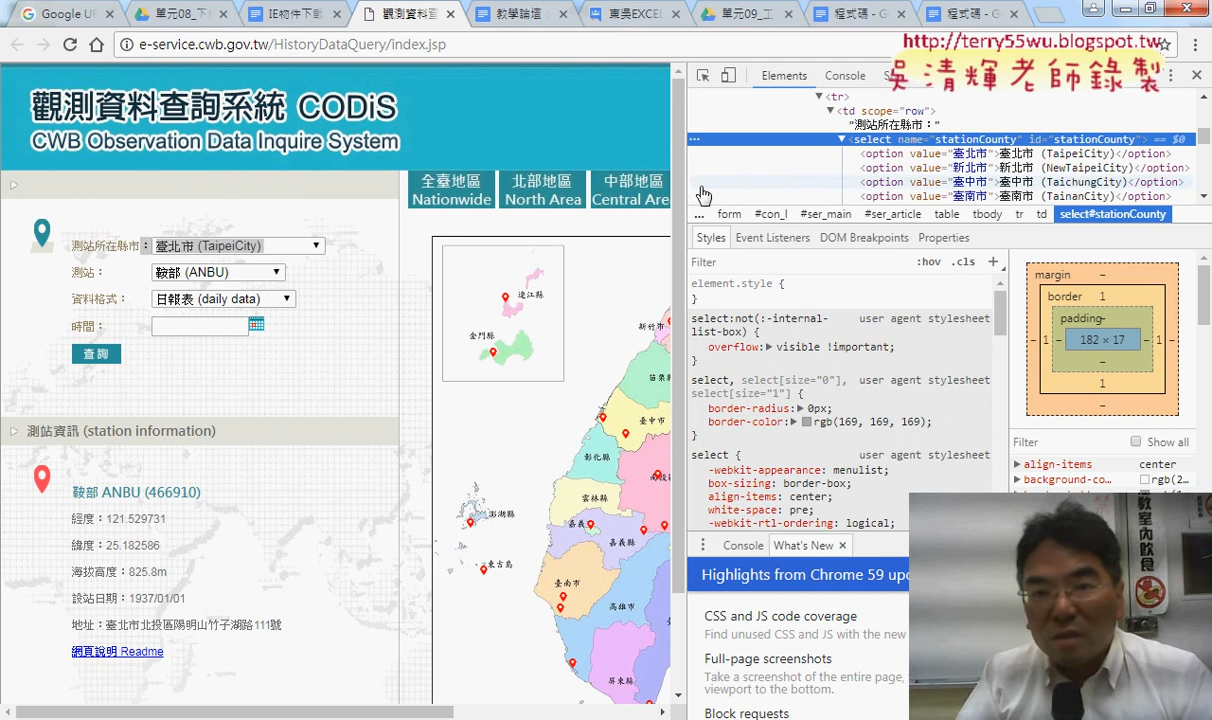 Google U
單元08_下
IE物件下載
觀測資料查
教學論壇
東吳EXCEL
單元09_工
程式碼 - G
程式碼 - G
e-service.cwb.gov.tw/HistoryDataQuery/index.jsp
http://terry55wu.blogspot.tw
吳清輝老師錄製
觀測資料查詢系統 CODiS
CWB Observation Data Inquire System
全臺地區
Nationwide
北部地區
North Area
中部地區
Central Are
測站所在縣市：
臺北市 (TaipeiCity)
測站：
鞍部 (ANBU)
資料格式：
日報表 (daily data)
時間：
查詢
測站資訊 (station information)
鞍部 ANBU (466910)
經度：121.529731
緯度：25.182586
海拔高度：825.8m
設站日期：1937/01/01
地址：臺北市北投區陽明山竹子湖路111號
網頁說明 Readme
連江縣
金門縣
新竹市
苗栗縣
臺中市
彰化縣
雲林縣
澎湖縣
嘉義
嘉義縣
東吉島
臺南市
高雄市
屏東縣
Elements
Console
<tr>
<td scope="row">
"測站所在縣市："
<select name="stationCounty" id="stationCounty"> == $0
<option value="臺北市">臺北市 (TaipeiCity)</option>
<option value="新北市">新北市 (NewTaipeiCity)</option>
<option value="臺中市">臺中市 (TaichungCity)</option>
<option value="臺南市">臺南市 (TainanCity)</option>
... form #con_l #ser_main #ser_article table tbody tr td select#stationCounty
Styles Event Listeners DOM Breakpoints Properties
Filter :hov .cls +
element.style {
}
select:not(:-internal-list-box) { user agent stylesheet
overflow: visible !important;
}
select, select[size="0"], user agent stylesheet
select[size="1"] {
border-radius: 0px;
border-color: rgb(169, 169, 169);
}
select { user agent stylesheet
-webkit-appearance: menulist;
box-sizing: border-box;
align-items: center;
white-space: pre;
-webkit-rtl-ordering: logical;
margin
border 1
padding
1 182 × 17 1
1
Filter Show all
align-items center
background-co… rgb(2…
Console What's New
Highlights from Chrome 59 upd
CSS and JS code coverage
Find unused CSS and JS with the new
Full-page screenshots
Take a screenshot of the entire page,
viewport to the bottom.
Block requests
教室內飲食